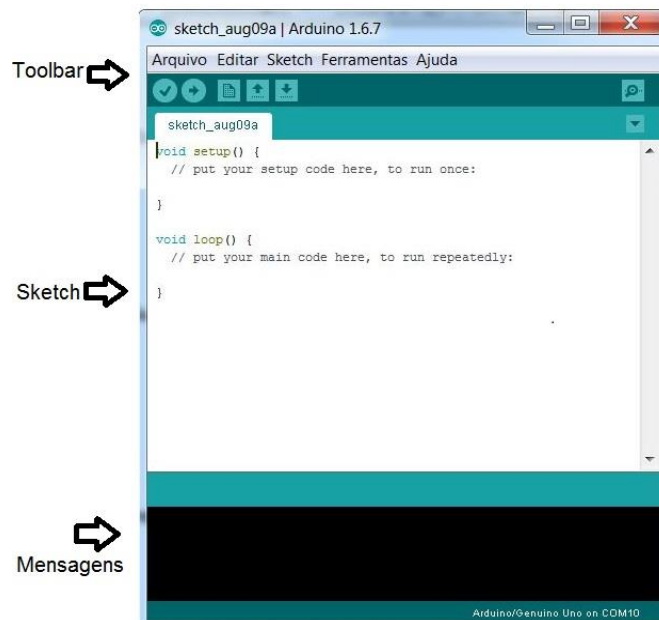 sketch_aug09a | Arduino 1.6.7
Toolbar
Arquivo Editar Sketch Ferramentas Ajuda
sketch_aug09a
void setup() {
// put your setup code here, to run once:
}
void loop() {
// put your main code here, to run repeatedly:
Sketch
}
Mensagens
Arduino/Genuino Uno on COM10